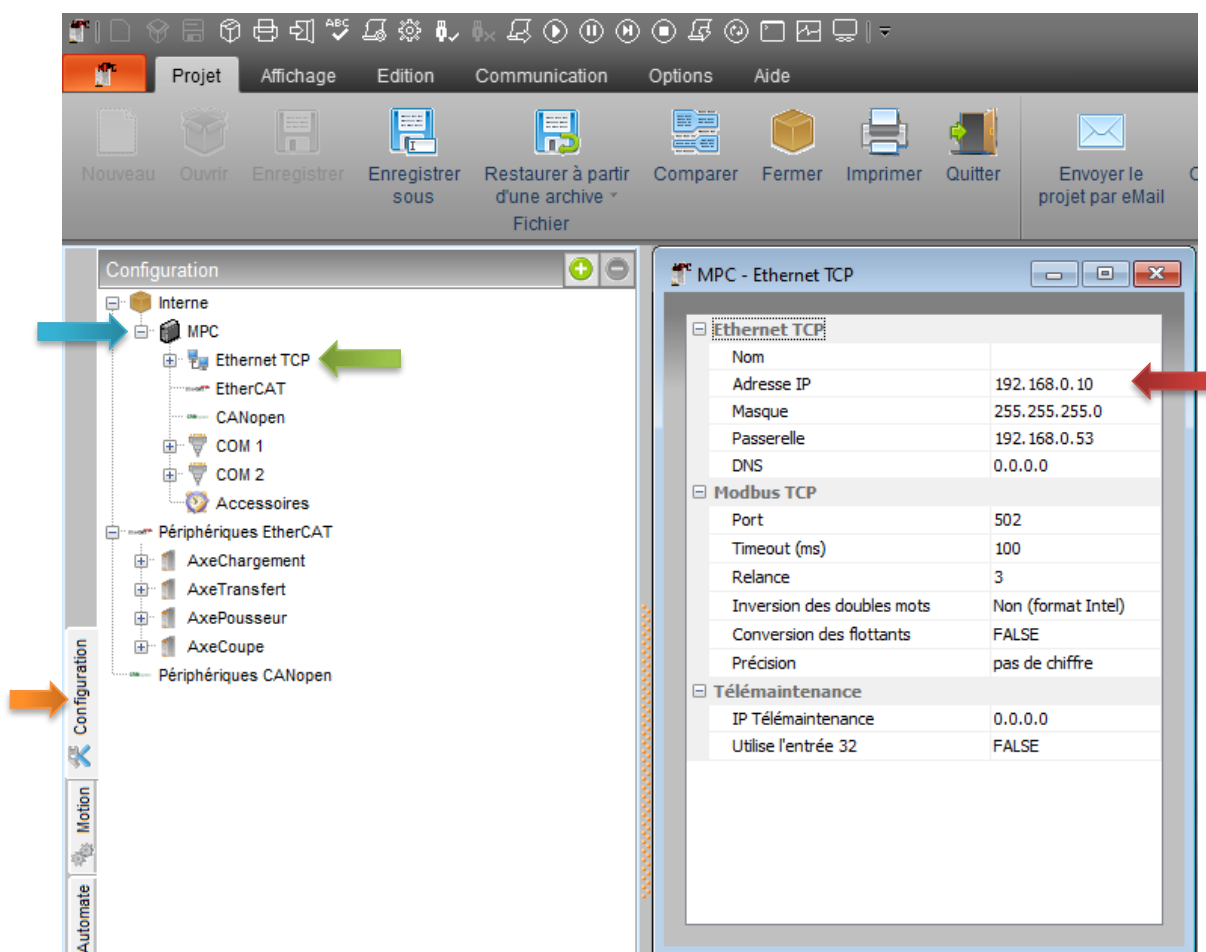 ABC
MPC
Projet Affichage Edition Communication Options Aide
Nouveau Ouvrir Enregistrer Enregistrer sous Restaurer à partir d'une archive Comparer Fermer Imprimer Quitter Envoyer le projet par eMail
Fichier
Configuration
Interne
MPC
Ethernet TCP
EtherCAT
CANopen
COM 1
COM 2
Accessoires
Périphériques EtherCAT
AxeChargement
AxeTransfert
AxePousseur
AxeCoupe
Périphériques CANopen
Configuration
Motion
Automate
MPC - Ethernet TCP
Ethernet TCP
Nom
Adresse IP 192.168.0.10
Masque 255.255.255.0
Passerelle 192.168.0.53
DNS 0.0.0.0
Modbus TCP
Port 502
Timeout (ms) 100
Relance 3
Inversion des doubles mots Non (format Intel)
Conversion des flottants FALSE
Précision pas de chiffre
Télémaintenance
IP Télémaintenance 0.0.0.0
Utilise l'entrée 32 FALSE